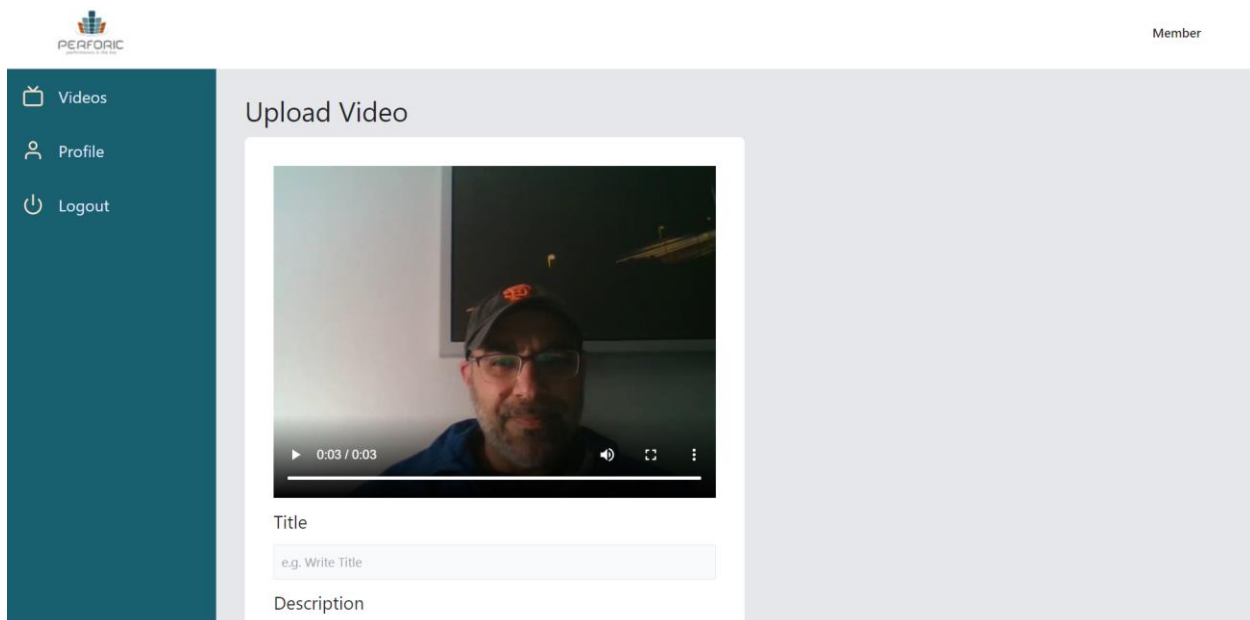 PERFORIC
Member
Videos
Profile
Logout
Upload Video
0:03 / 0:03
Title
e.g. Write Title
Description